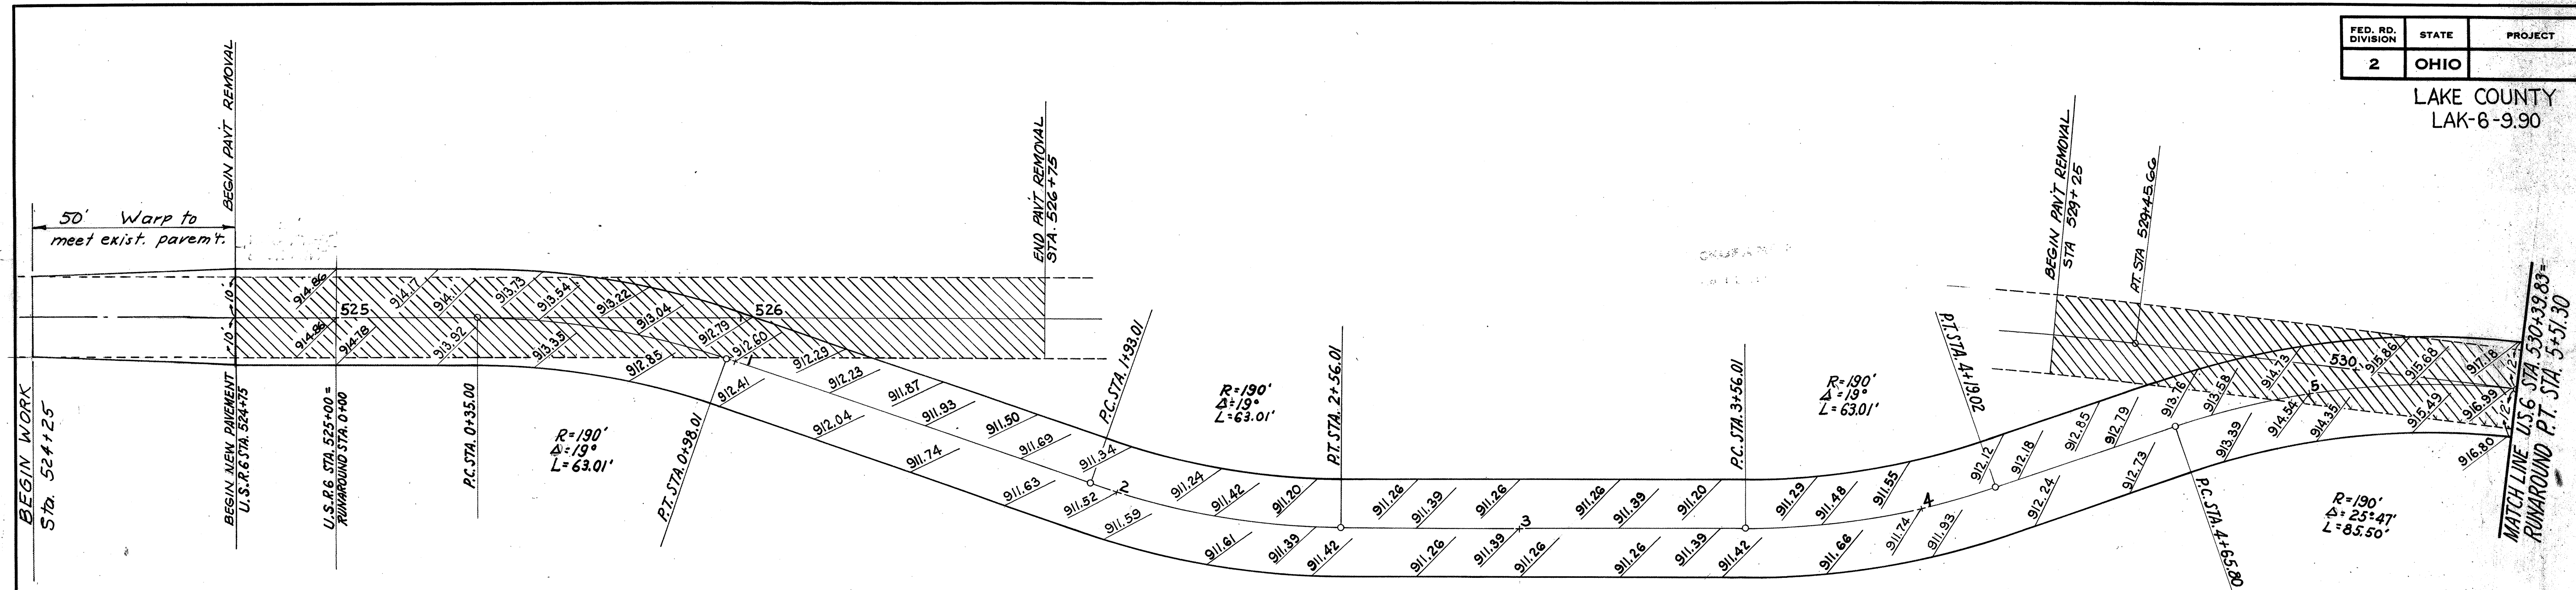 FED. RD. DIVISION STATE PROJECT
2 OHIO
LAKE COUNTY
LAK-6-9.90
50' Warp to
meet exist. pavem't.
BEGIN PAV'T REMOVAL
END PAV'T REMOVAL
STA. 526+75
BEGIN PAV'T REMOVAL
STA 529+25
P.T. STA 529+45.66
BEGIN WORK
Sta. 524+25
BEGIN NEW PAVEMENT
U.S.R.6 STA. 524+75
U.S.R.6 STA. 525+00 =
RUNAROUND STA. 0+00
10'
10'
525
526
530
P.C. STA. 0+35.00
P.T. STA. 0+98.01
P.C. STA. 1+93.01
P.T. STA. 2+56.01
P.C. STA. 3+56.01
P.T. STA. 4+19.02
P.C. STA. 4+65.80
R=190'
Δ=19°
L=63.01'
R=190'
Δ=19°
L=63.01'
R=190'
Δ=19°
L=63.01'
R=190'
Δ=25°47'
L=85.50'
914.86
914.17
914.11
913.73
913.54
913.22
913.04
912.79
912.60
914.86
914.78
913.92
913.35
912.85
912.41
1
912.29
912.23
911.87
911.93
911.50
911.69
911.34
912.04
911.74
911.63
911.52
2
911.59
911.24
911.42
911.20
911.61
911.39
911.42
911.26
911.39
911.26
911.26
911.39
911.20
911.26
911.39
911.26
3
911.26
911.39
911.42
911.29
911.48
911.55
911.66
911.74
4
911.93
912.12
912.18
912.85
912.79
913.76
913.58
914.73
912.24
912.73
913.39
914.54
914.35
5
915.86
915.68
917.18
915.49
916.99
916.80
12'
12'
MATCH LINE U.S.6 STA. 530+39.83=
RUNAROUND P.T. STA. 5+51.30